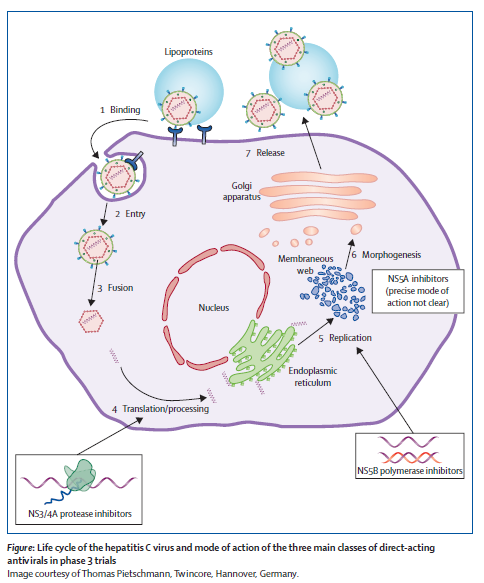 Lipoproteins
1 Binding
7 Release
Golgi
apparatus
2 Entry
6 Morphogenesis
Membraneous
web
NS5A inhibitors
(precise mode of
action not clear)
3 Fusion
Nucleus
5 Replication
Endoplasmic
reticulum
4 Translation/processing
NS5B polymerase inhibitors
NS3/4A protease inhibitors
Figure: Life cycle of the hepatitis C virus and mode of action of the three main classes of direct-acting
antivirals in phase 3 trials
Image courtesy of Thomas Pietschmann, Twincore, Hannover, Germany.